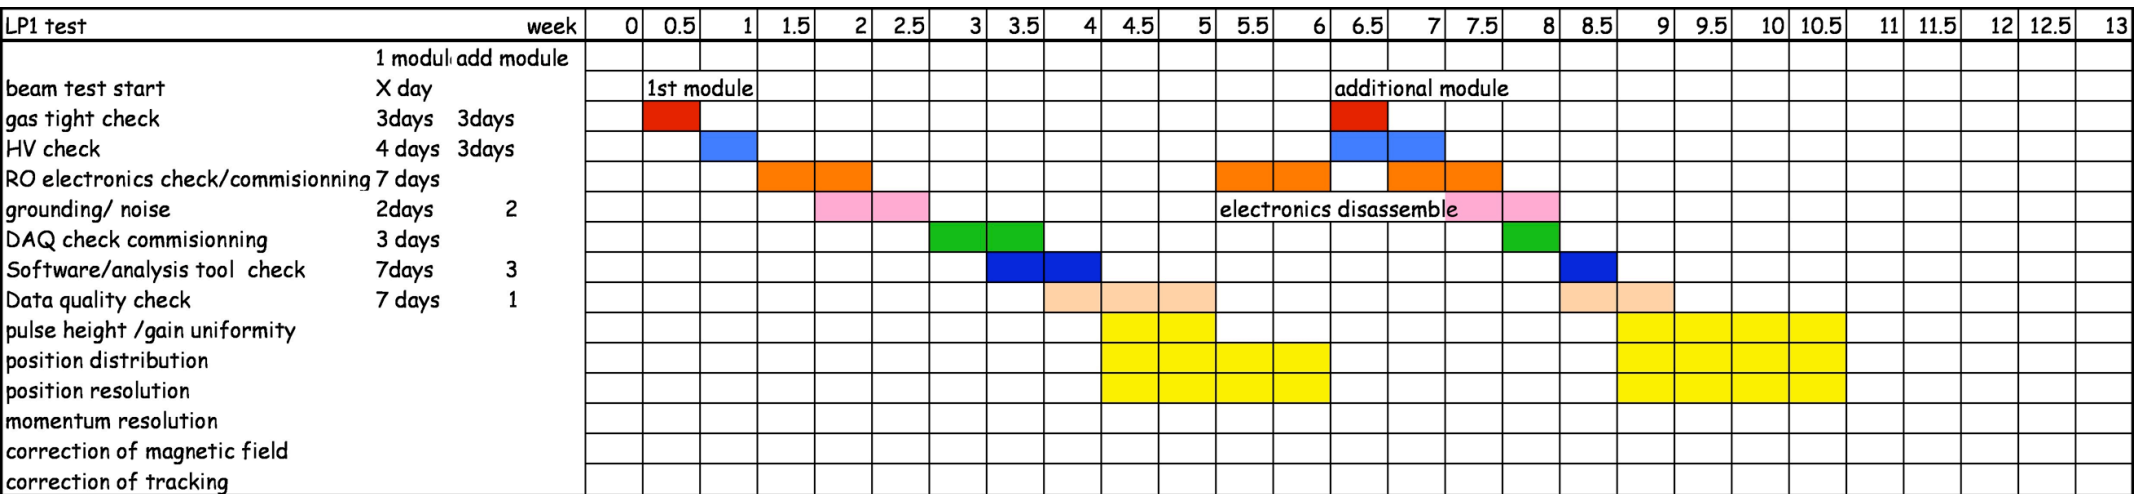 LP1 test week 0 0.5 1 1.5 2 2.5 3 3.5 4 4.5 5 5.5 6 6.5 7 7.5 8 8.5 9 9.5 10 10.5 11 11.5 12 12.5 13
1 modul add module
beam test start X day 1st module additional module
gas tight check 3days 3days
HV check 4 days 3days
RO electronics check/commisionning 7 days
grounding/ noise 2days 2 electronics disassemble
DAQ check commisionning 3 days
Software/analysis tool check 7days 3
Data quality check 7 days 1
pulse height /gain uniformity
position distribution
position resolution
momentum resolution
correction of magnetic field
correction of tracking